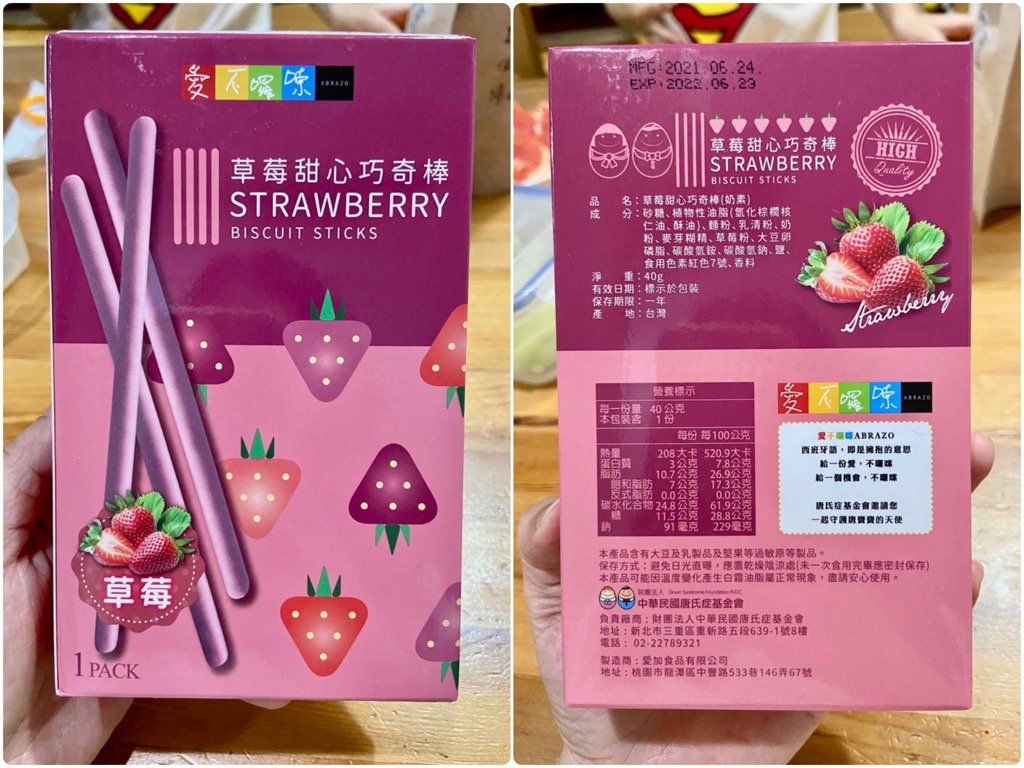 愛不囉嗦 ABRAZO
草莓甜心巧奇棒
STRAWBERRY
BISCUIT STICKS
草莓
1 PACK
MFG:2021.06.24.
EXP:2022.06.23
草莓甜心巧奇棒
STRAWBERRY
BISCUIT STICKS
HIGH
Quality
品　名：草莓甜心巧奇棒(奶素)
成　分：砂糖、植物性油脂(氫化棕櫚核
仁油、酥油)、麵粉、乳清粉、奶
粉、麥芽糊精、草莓粉、大豆卵
磷脂、碳酸氫銨、碳酸氫鈉、鹽、
食用色素紅色7號、香料
淨　重：40g
有效日期：標示於包裝
保存期限：一年
產　地：台灣
Strawberry
營養標示
每一份量 40公克
本包裝含 1份
每份 每100公克
熱量 208大卡 520.9大卡
蛋白質 3公克 7.8公克
脂肪 10.7公克 26.9公克
飽和脂肪 7公克 17.3公克
反式脂肪 0.0公克 0.0公克
碳水化合物 24.8公克 61.9公克
糖 11.5公克 28.8公克
鈉 91毫克 229毫克
愛不囉嗦 ABRAZO
愛不囉嗦ABRAZO
西班牙語，即是擁抱的意思
給一份愛，不囉嗦
給一個機會，不囉嗦
唐氏症基金會邀請您
一起守護唐寶寶的天使
本產品含有大豆及乳製品及堅果等過敏原等製品。
保存方式：避免日光直曝，應置乾燥陰涼處(未一次食用完畢應密封保存)
本產品可能因溫度變化產生白霜油脂屬正常現象，盡請安心使用。
財團法人 Down Syndrome Foundation R.O.C
中華民國唐氏症基金會
負責廠商：財團法人中華民國唐氏症基金會
地址：新北市三重區重新路五段639-1號8樓
電話： 02-22789321
製造商：愛加食品有限公司
地址：桃園市龍潭區中豐路533巷146弄67號